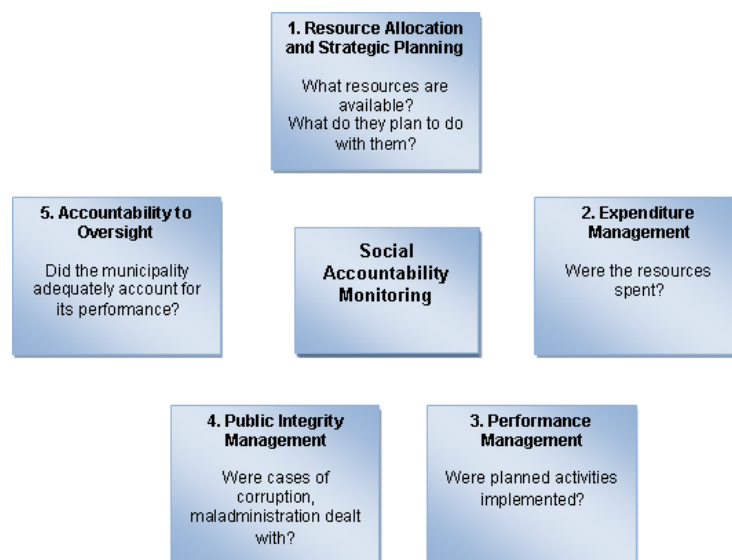 1. Resource Allocation
and Strategic Planning
What resources are
available?
What do they plan to do
with them?
5. Accountability to
Oversight
Did the municipality
adequately account for
its performance?
Social
Accountability
Monitoring
2. Expenditure
Management
Were the resources
spent?
4. Public Integrity
Management
Were cases of
corruption,
maladministration dealt
with?
3. Performance
Management
Were planned activities
implemented?